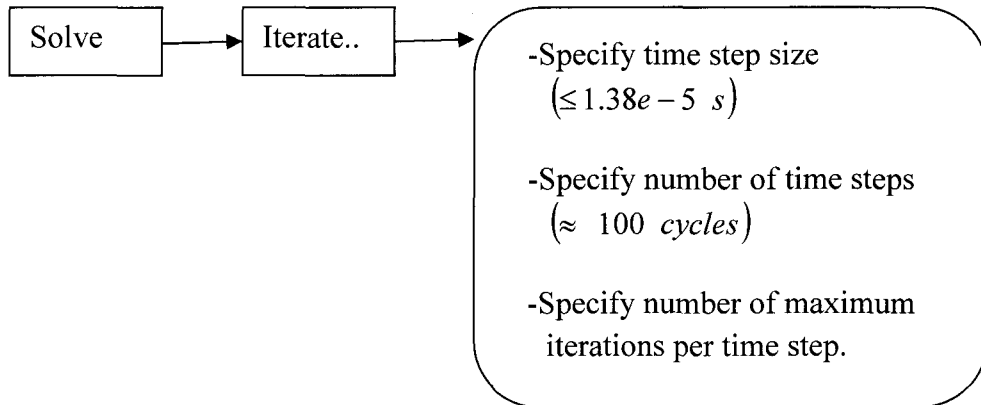 Solve
Iterate..
-Specify time step size
(≤1.38e−5 s)
-Specify number of time steps
(≈ 100 cycles)
-Specify number of maximum
iterations per time step.